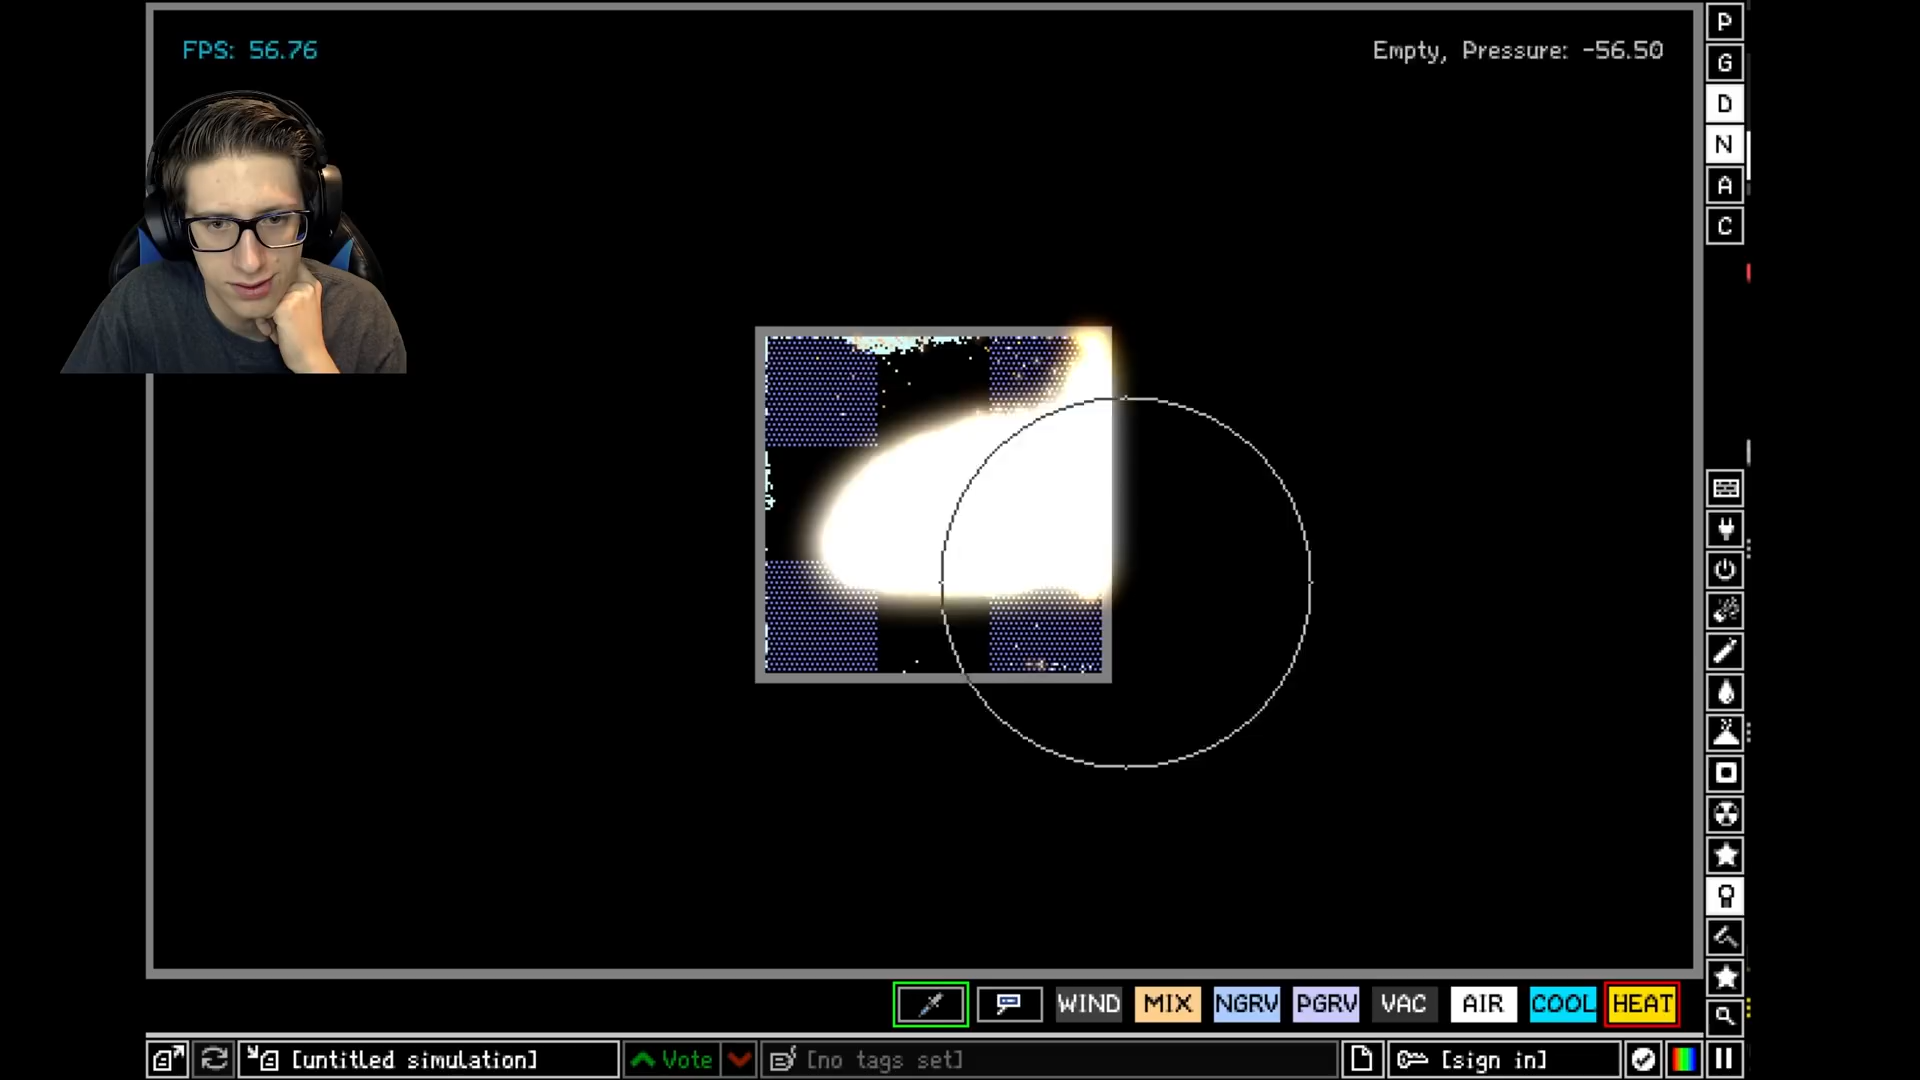 FPS: 56.76
Empty, Pressure: -56.50
P
G
D
N
A
C
WIND MIX NGRV PGRV VAC AIR COOL HEAT
[untitled simulation] Vote [no tags set] [sign in]